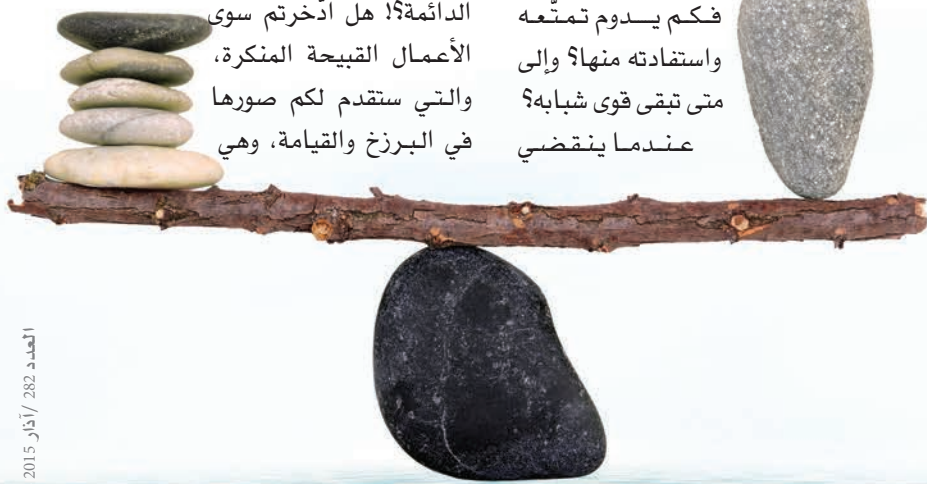 فكم يدوم تمتّعه
واستفادته منها؟ وإلى
متى تبقى قوى شبابه؟
عندما ينقضي
الدائمة؟! هل ادّخرتم سوى
الأعمال القبيحة المنكرة،
والتي ستقدم لكم صورها
في البرزخ والقيامة، وهي
العدد 282 /آذار 2015